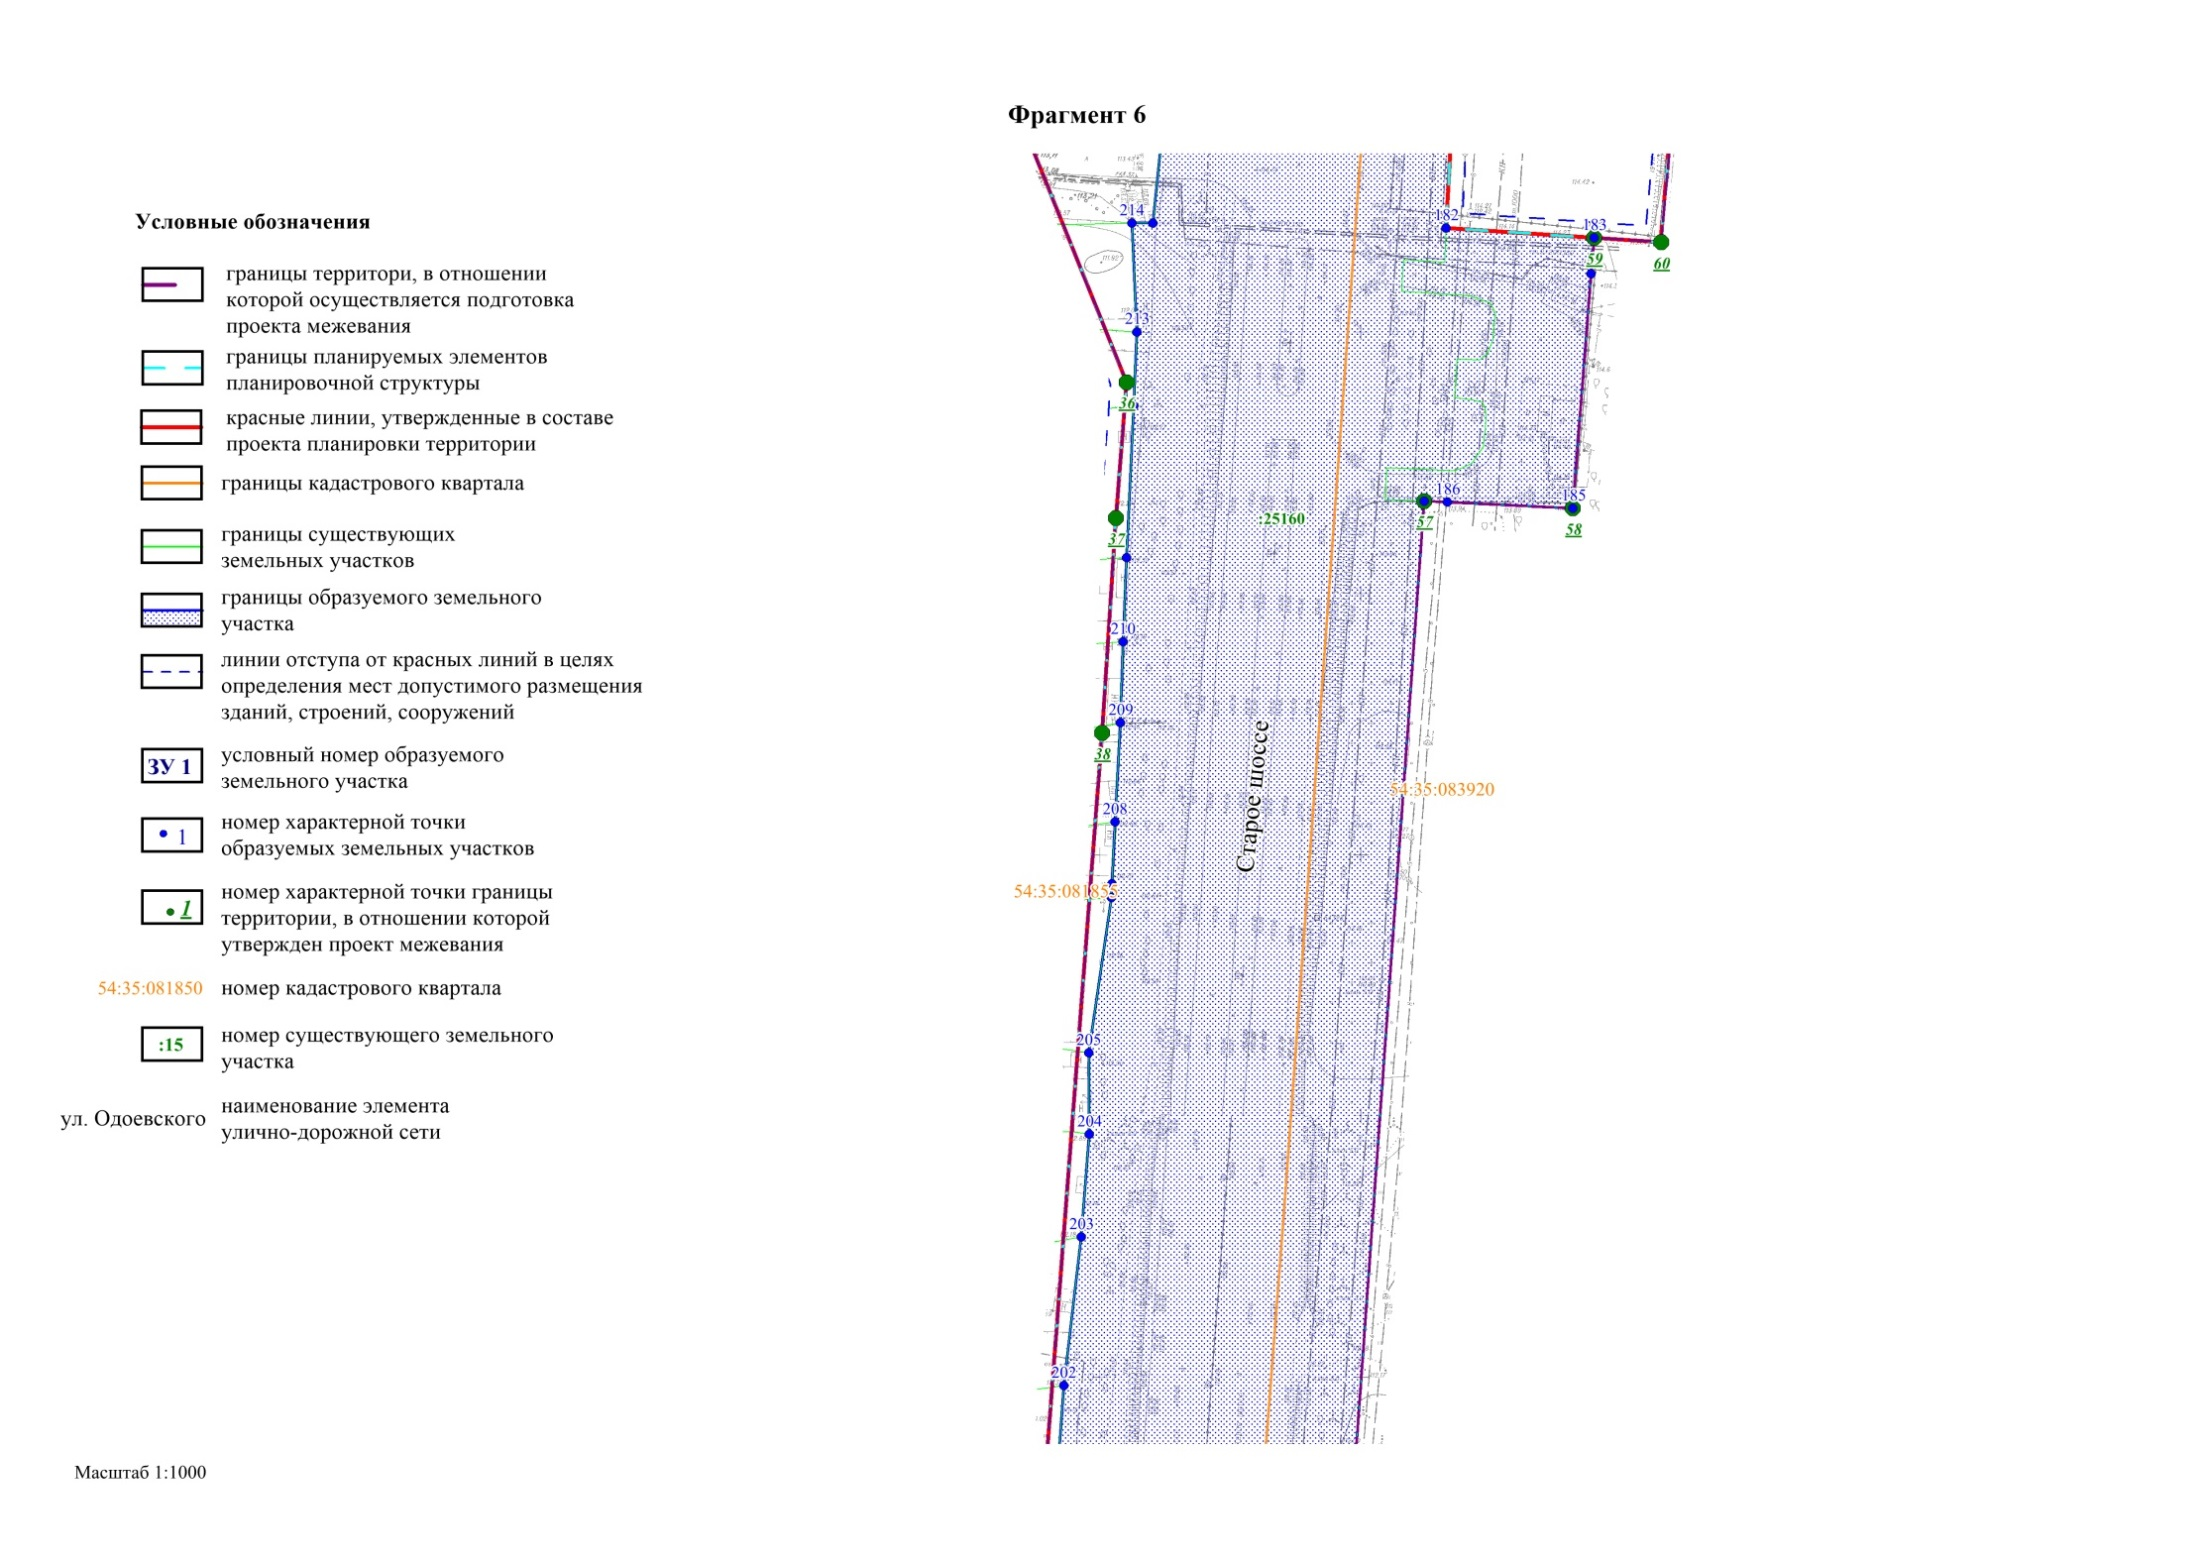 Фрагмент 6
Условные обозначения
границы территори, в отношении
которой осуществляется подготовка
проекта межевания
границы планируемых элементов
планировочной структуры
красные линии, утвержденные в составе
проекта планировки территории
границы кадастрового квартала
границы существующих
земельных участков
границы образуемого земельного
участка
линии отступа от красных линий в целях
определения мест допустимого размещения
зданий, строений, сооружений
ЗУ 1
условный номер образуемого
земельного участка
1
номер характерной точки
образуемых земельных участков
1
номер характерной точки границы
территории, в отношении которой
утвержден проект межевания
54:35:081850
номер кадастрового квартала
:15
номер существующего земельного
участка
ул. Одоевского
наименование элемента
улично-дорожной сети
Масштаб 1:1000
214
182
183
59
60
213
36
37
:25160
57
186
185
58
210
209
38
208
Старое шоссе
54:35:083920
54:35:081855
205
204
203
202